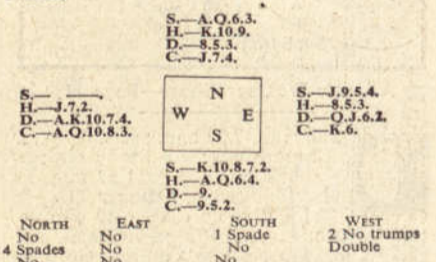 S.—A.Q.6.3.
H.—K.10.9.
D.—8.5.3.
C.—J.7.4.
S.— ——.
H.—J.7.2.
D.—A.K.10.7.4.
C.—A.Q.10.8.3.
N
W E
S
S.—J.9.5.4.
H.—8.5.3.
D.—Q.J.6.2.
C.—K.6.
S.—K.10.8.7.2.
H.—A.Q.6.4.
D.—9.
C.—9.5.2.
NORTH EAST SOUTH WEST
No No 1 Spade 2 No trumps
4 Spades No No Double
No No No